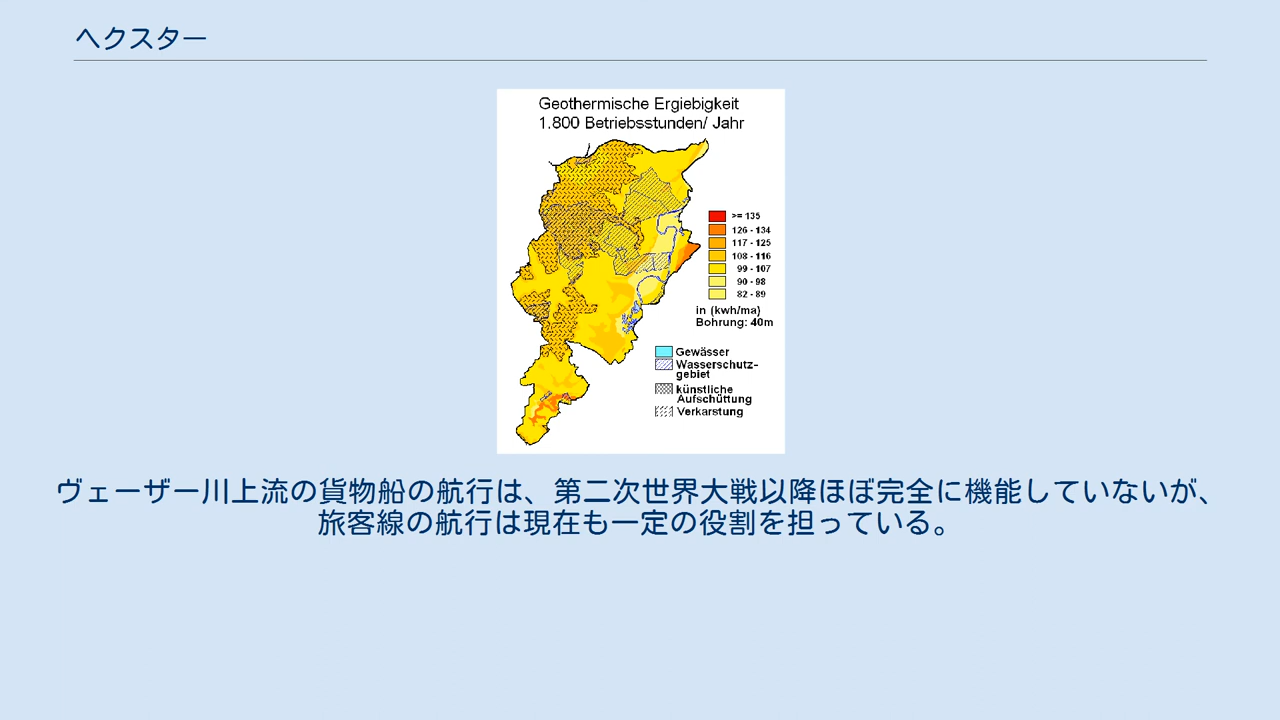 ヘクスター
Geothermische Ergiebigkeit
1.800 Betriebsstunden/ Jahr
>= 135
126 - 134
117 - 125
108 - 116
99 - 107
90 - 98
82 - 89
in (kwh/ma)
Bohrung: 40m
Gewässer
Wasserschutz-
gebiet
künstliche
Aufschüttung
Verkarstung
ヴェーザー川上流の貨物船の航行は、第二次世界大戦以降ほぼ完全に機能していないが、
旅客線の航行は現在も一定の役割を担っている。